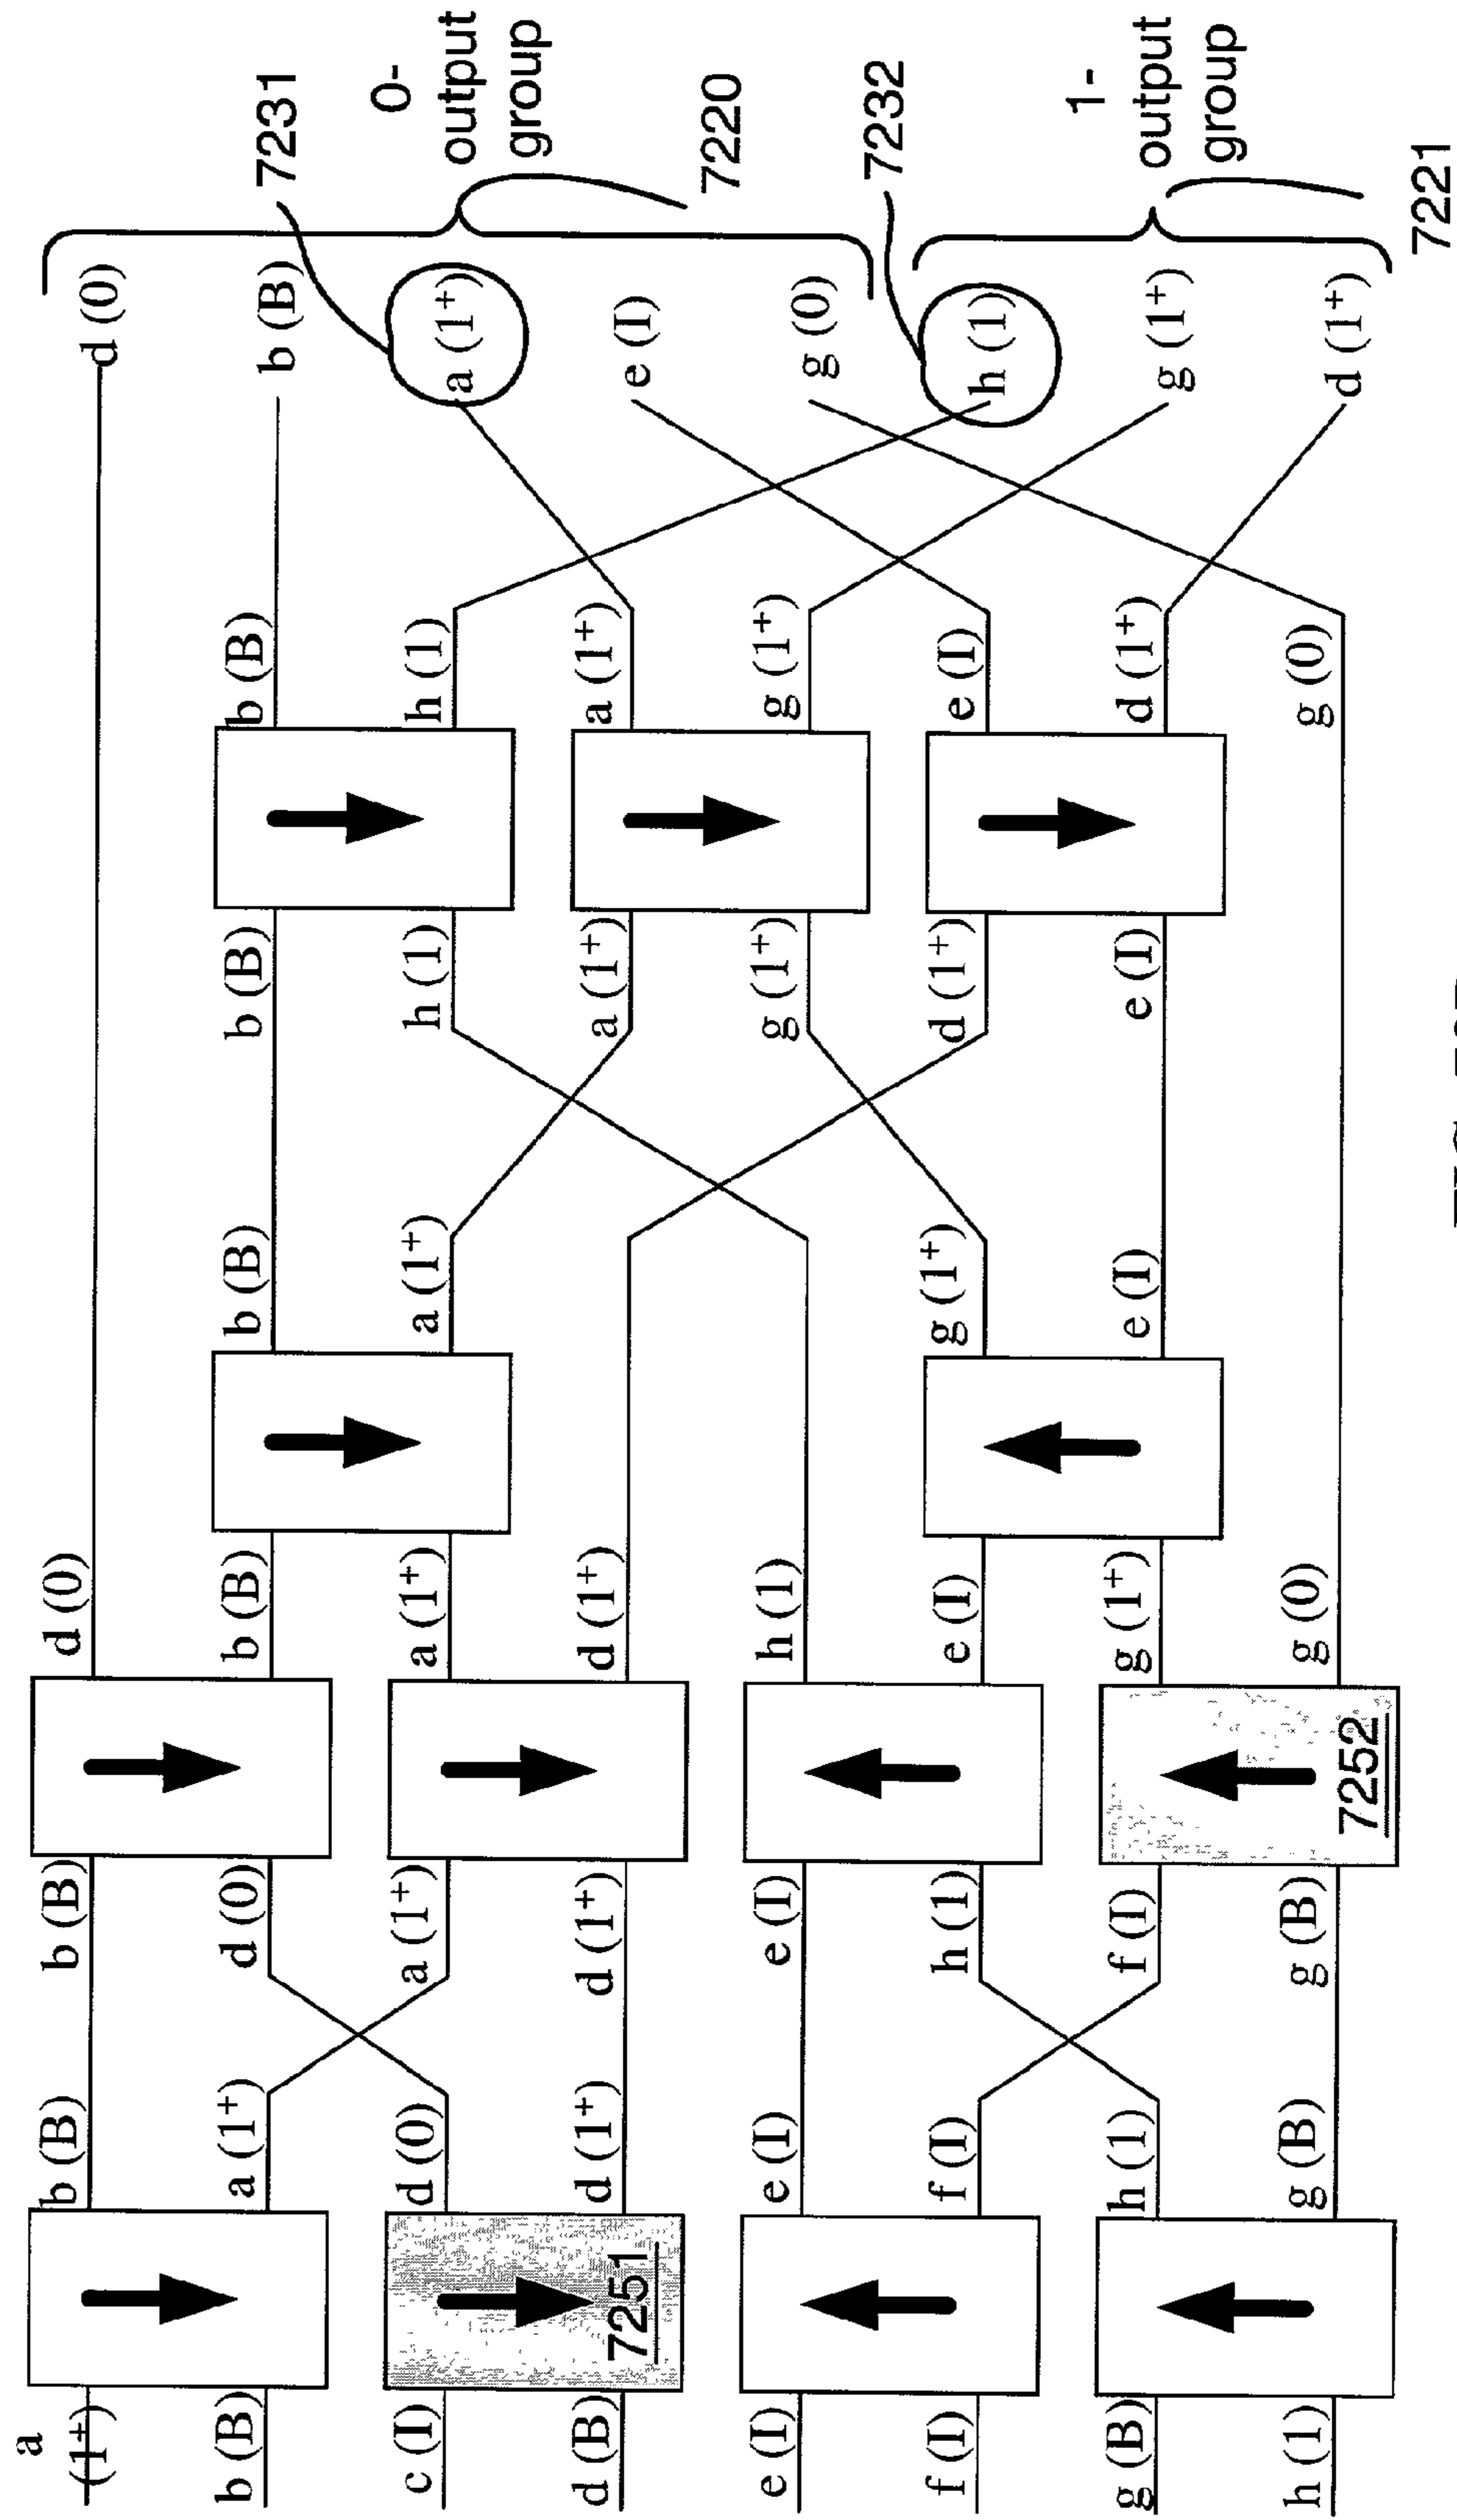 a
(1⁺) b (B) b (B) d (0) d (0)
b (B) a (1⁺) d (0) b (B) b (B) b (B) b (B) b (B) 7231
c (I) d (0) a (1⁺) a (1⁺) a (1⁺) h (1) h (1) a (1⁺)
0-
output
group
d (B) d (1⁺) d (1⁺) d (1⁺) a (1⁺) a (1⁺) e (I)
7251
7220
e (I) e (I) e (I) h (1) g (1⁺) g (1⁺) g (0)
7232
f (I) f (I) h (1) e (I) g (1⁺) d (1⁺) e (I) h (1)
1-
output
group
g (B) h (1) f (I) g (1⁺) e (I) e (I) d (1⁺) g (1⁺)
h (1) g (B) g (B) g (0) g (0) d (1⁺)
7252
7221